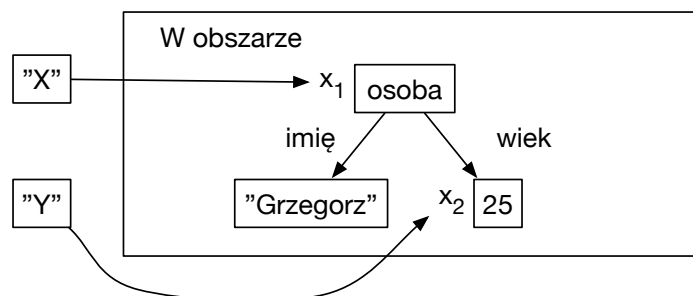 W obszarze
”X”
x1
osoba
imię
wiek
”Y”
”Grzegorz”
x2
25